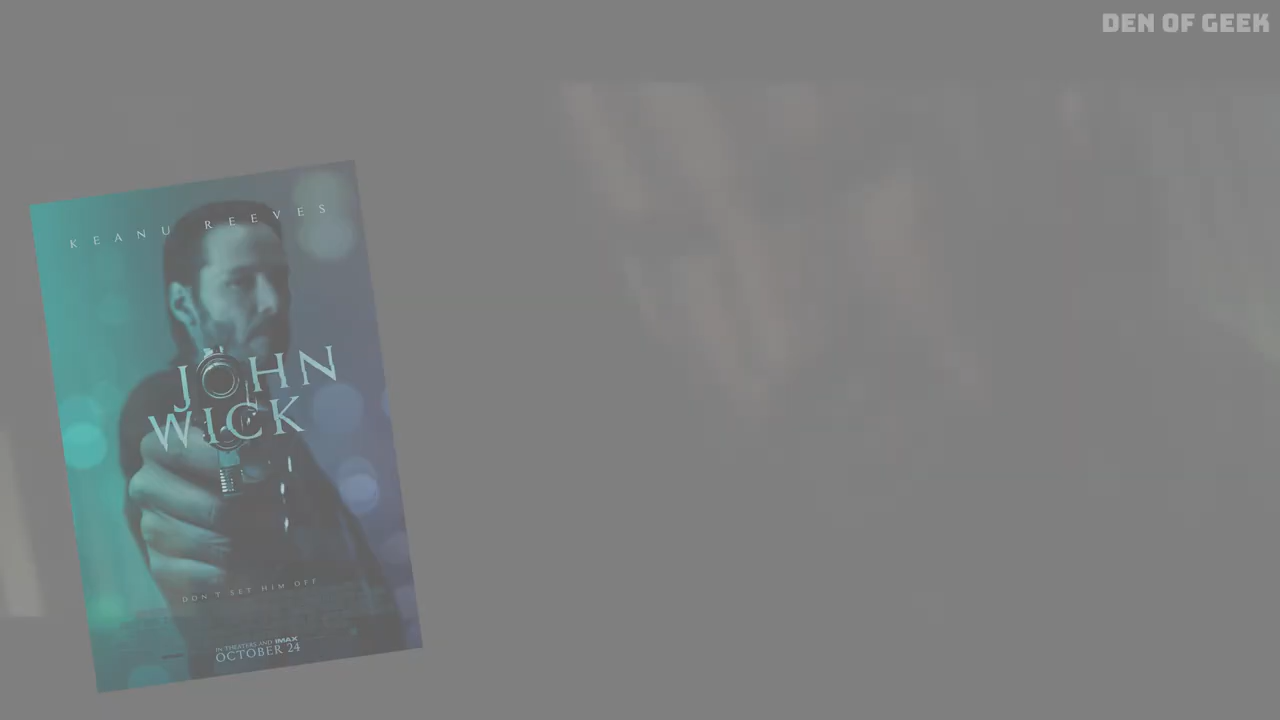 DEN OF GEEK
KEANU REEVES
JOHN
WICK
DON'T SET HIM OFF
IN THEATERS AND IMAX
OCTOBER 24